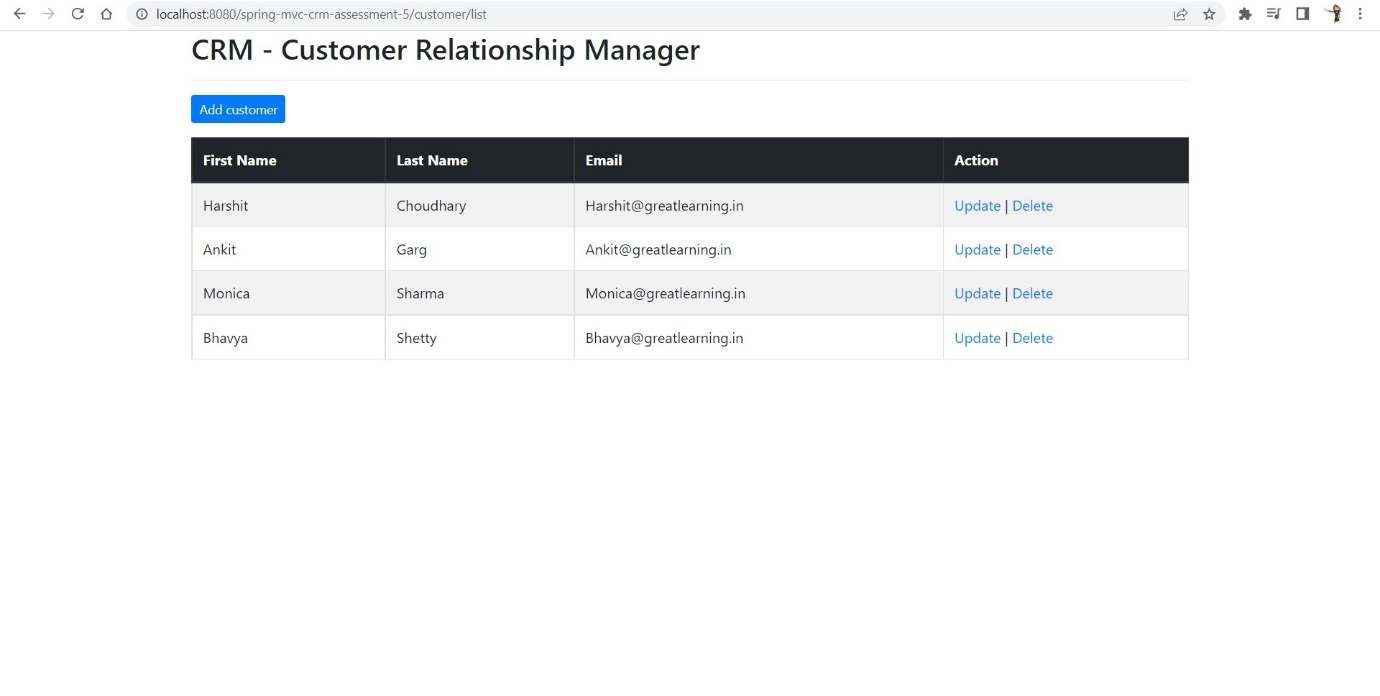 localhost:8080/spring-mvc-crm-assessment-5/customer/list
CRM - Customer Relationship Manager
Add customer
First Name Last Name Email Action
Harshit Choudhary Harshit@greatlearning.in Update | Delete
Ankit Garg Ankit@greatlearning.in Update | Delete
Monica Sharma Monica@greatlearning.in Update | Delete
Bhavya Shetty Bhavya@greatlearning.in Update | Delete